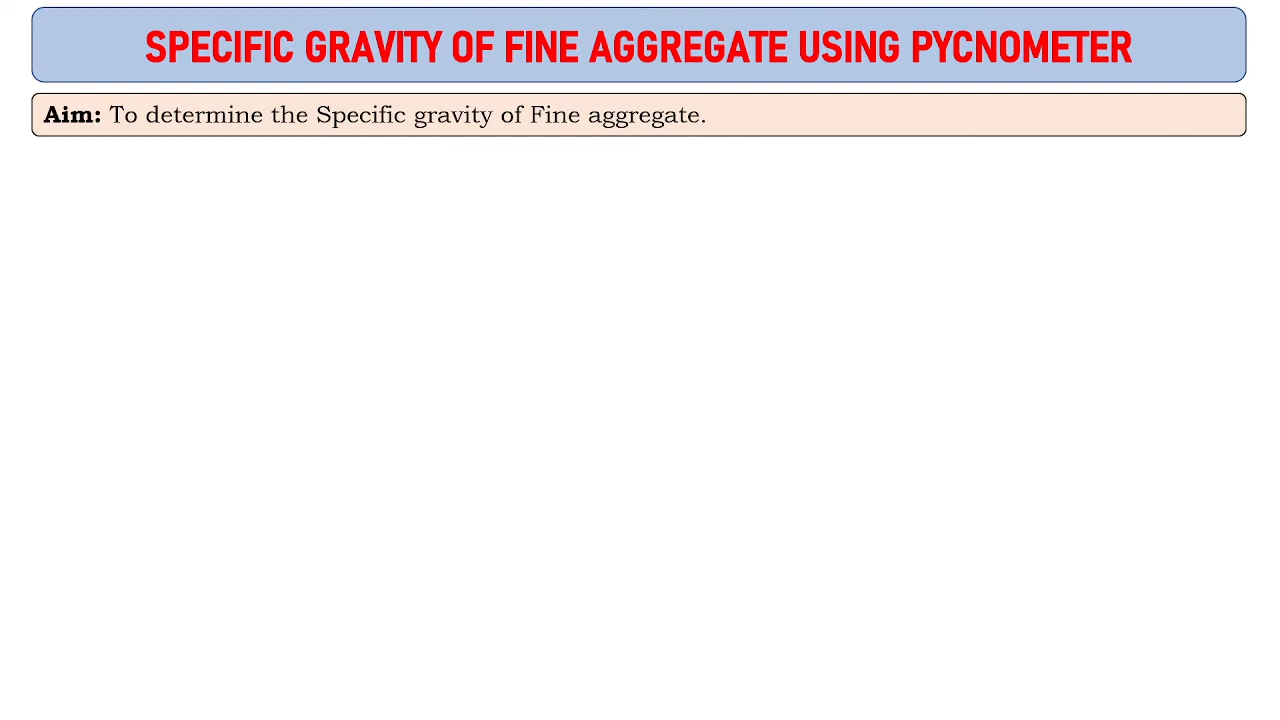 SPECIFIC GRAVITY OF FINE AGGREGATE USING PYCNOMETER
Aim: To determine the Specific gravity of Fine aggregate.